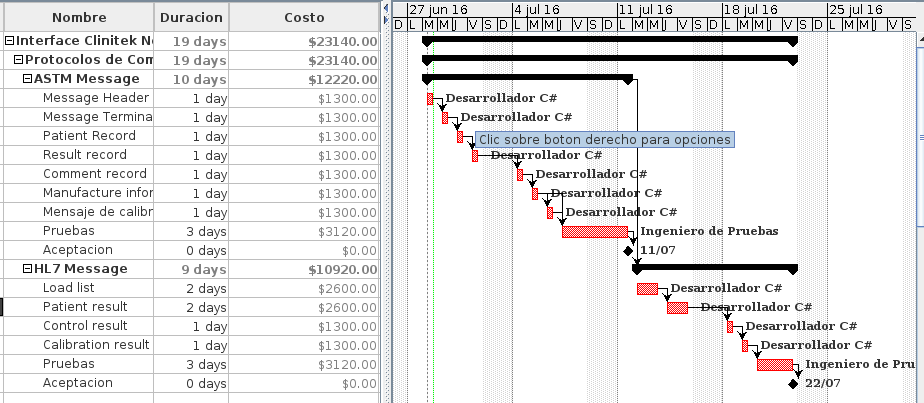 Nombre Duracion Costo 27 jun 16 4 jul 16 11 jul 16 18 jul 16 25 jul 16
D L M M J V S D L M M J V S D L M M J V S D L M M J V S D L M M J V S
Interface Clinitek N 19 days $23140.00
Protocolos de Com 19 days $23140.00
ASTM Message 10 days $12220.00
Message Header 1 day $1300.00 Desarrollador C#
Message Termina 1 day $1300.00 Desarrollador C#
Patient Record 1 day $1300.00 Clic sobre boton derecho para opciones
Result record 1 day $1300.00 Desarrollador C#
Comment record 1 day $1300.00 Desarrollador C#
Manufacture infor 1 day $1300.00 Desarrollador C#
Mensaje de calibr 1 day $1300.00 Desarrollador C#
Pruebas 3 days $3120.00 Ingeniero de Pruebas
Aceptacion 0 days $0.00 11/07
HL7 Message 9 days $10920.00
Load list 2 days $2600.00 Desarrollador C#
Patient result 2 days $2600.00 Desarrollador C#
Control result 1 day $1300.00 Desarrollador C#
Calibration result 1 day $1300.00 Desarrollador C#
Pruebas 3 days $3120.00 Ingeniero de Pru
Aceptacion 0 days $0.00 22/07